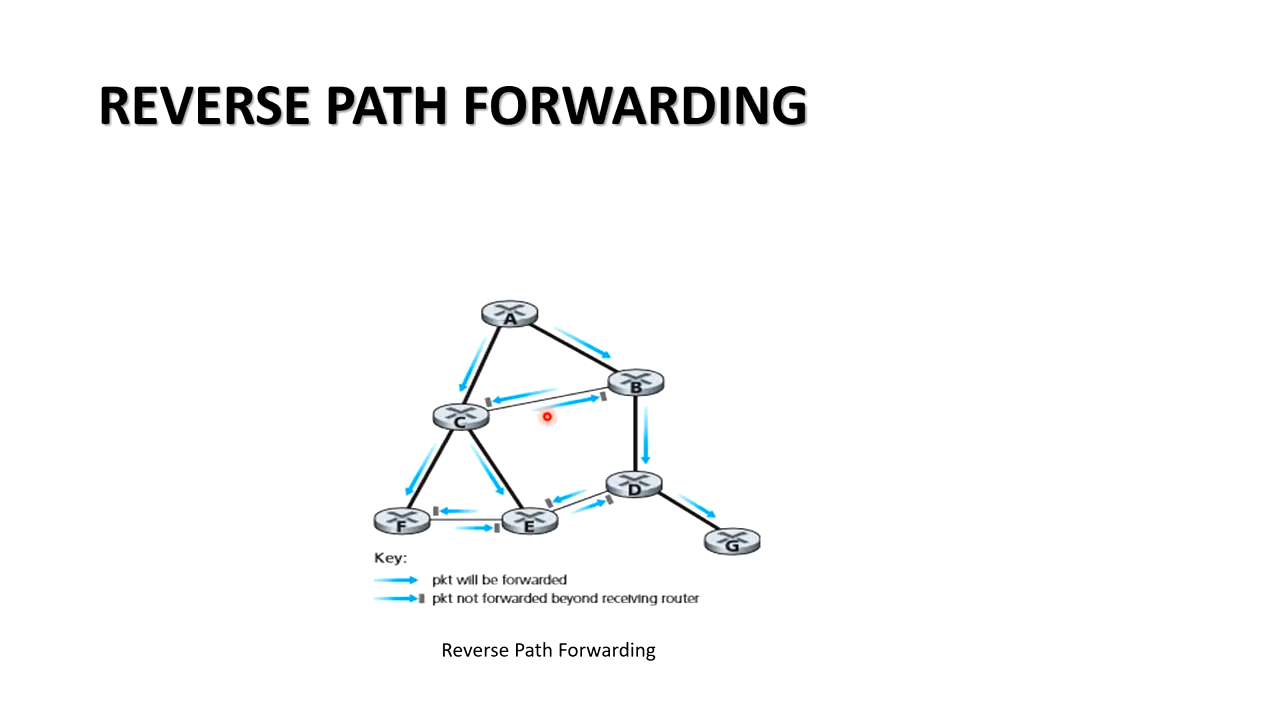 REVERSE PATH FORWARDING
A
B
C
D
F
E
G
Key:
pkt will be forwarded
pkt not forwarded beyond receiving router
Reverse Path Forwarding